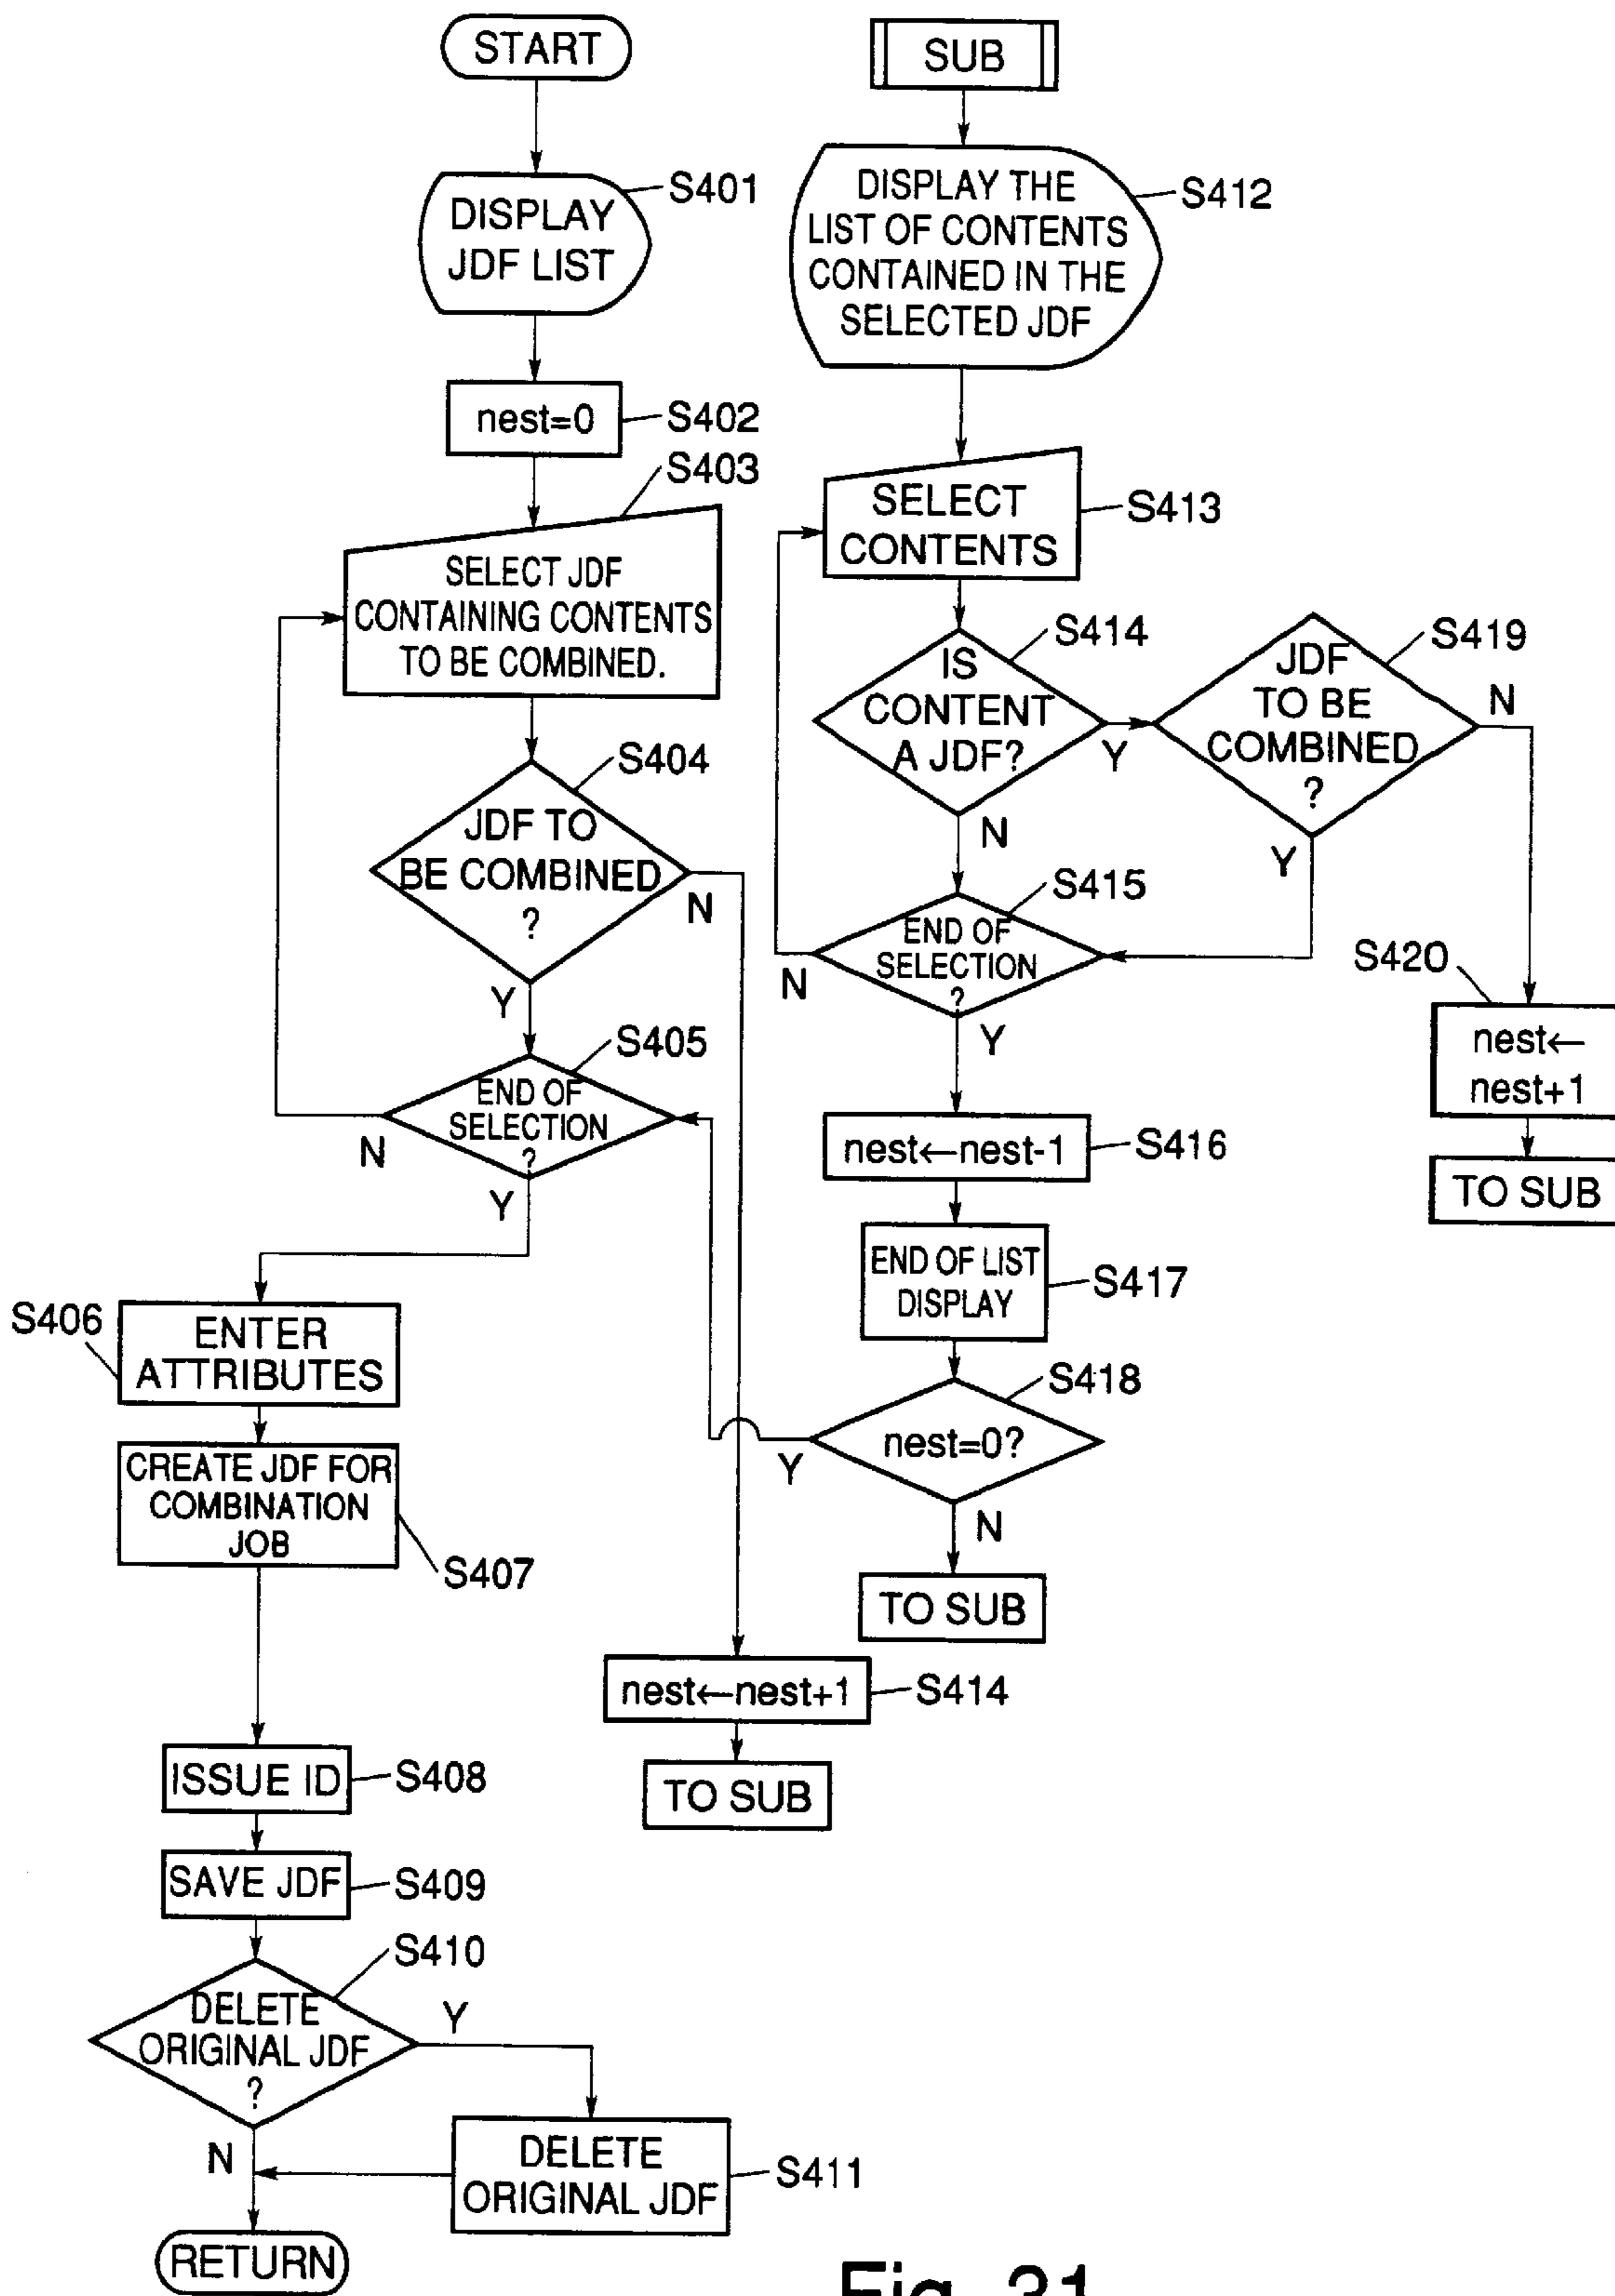 START
DISPLAY
JDF LIST
S401
nest=0
S402
S403
SELECT JDF
CONTAINING CONTENTS
TO BE COMBINED.
S404
JDF TO
BE COMBINED
?
N
Y
S405
END OF
SELECTION
?
N
Y
S406
ENTER
ATTRIBUTES
CREATE JDF FOR
COMBINATION
JOB
S407
ISSUE ID
S408
SAVE JDF
S409
S410
DELETE
ORIGINAL JDF
?
Y
N
DELETE
ORIGINAL JDF
S411
RETURN
nest←nest+1
S414
TO SUB
SUB
DISPLAY THE
LIST OF CONTENTS
CONTAINED IN THE
SELECTED JDF
S412
SELECT
CONTENTS
S413
S414
IS
CONTENT
A JDF?
Y
N
S415
END OF
SELECTION
?
N
Y
nest←nest-1
S416
END OF LIST
DISPLAY
S417
S418
nest=0?
Y
N
TO SUB
S419
JDF
TO BE
COMBINED
?
N
Y
S420
nest←
nest+1
TO SUB
Fig. 31